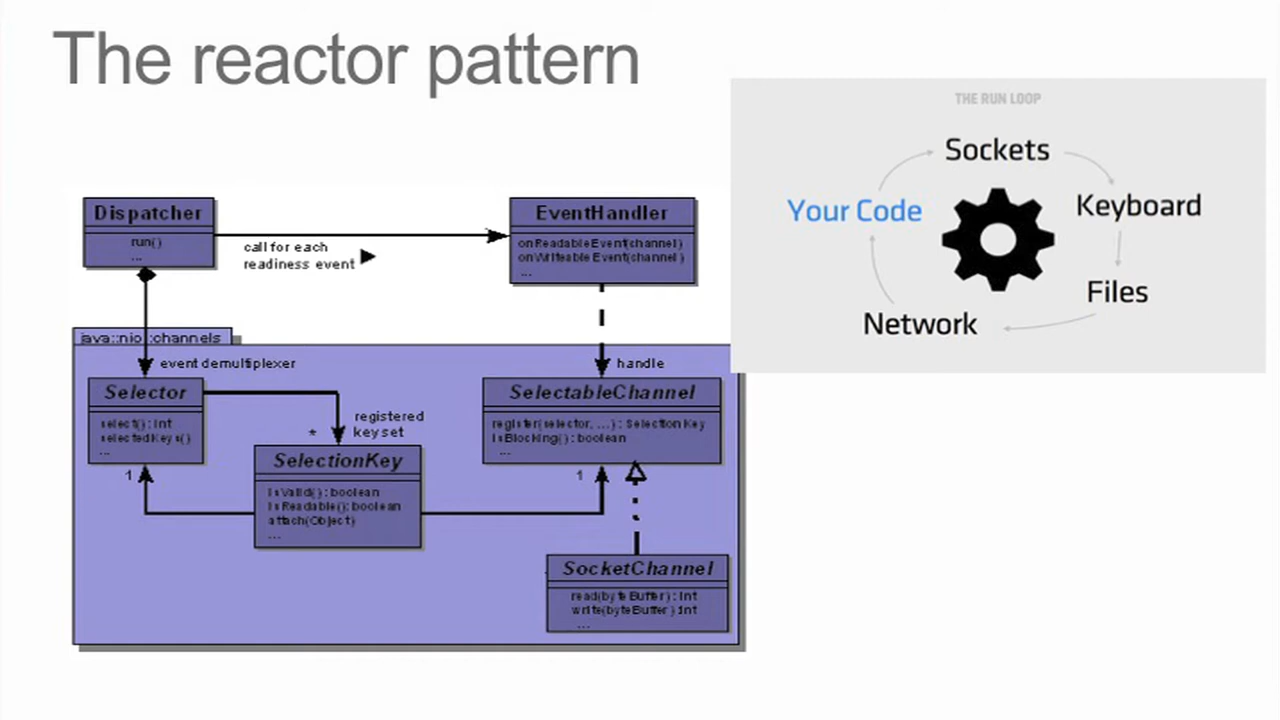 The reactor pattern
THE RUN LOOP
Sockets
Your Code
Keyboard
Files
Network
Dispatcher
run()
...
call for each
readiness event
EventHandler
onReadableEvent(channel)
onWriteableEvent(channel)
...
java::nio::channels
event demultiplexer
handle
Selector
select() : int
selectedKeys()
...
registered
key set
*
1
SelectionKey
isValid() : boolean
isReadable() : boolean
attach(Object)
...
SelectableChannel
register(selector, ...) : SelectionKey
isBlocking() : boolean
...
1
SocketChannel
read(byteBuffer) : int
write(byteBuffer) :int
...